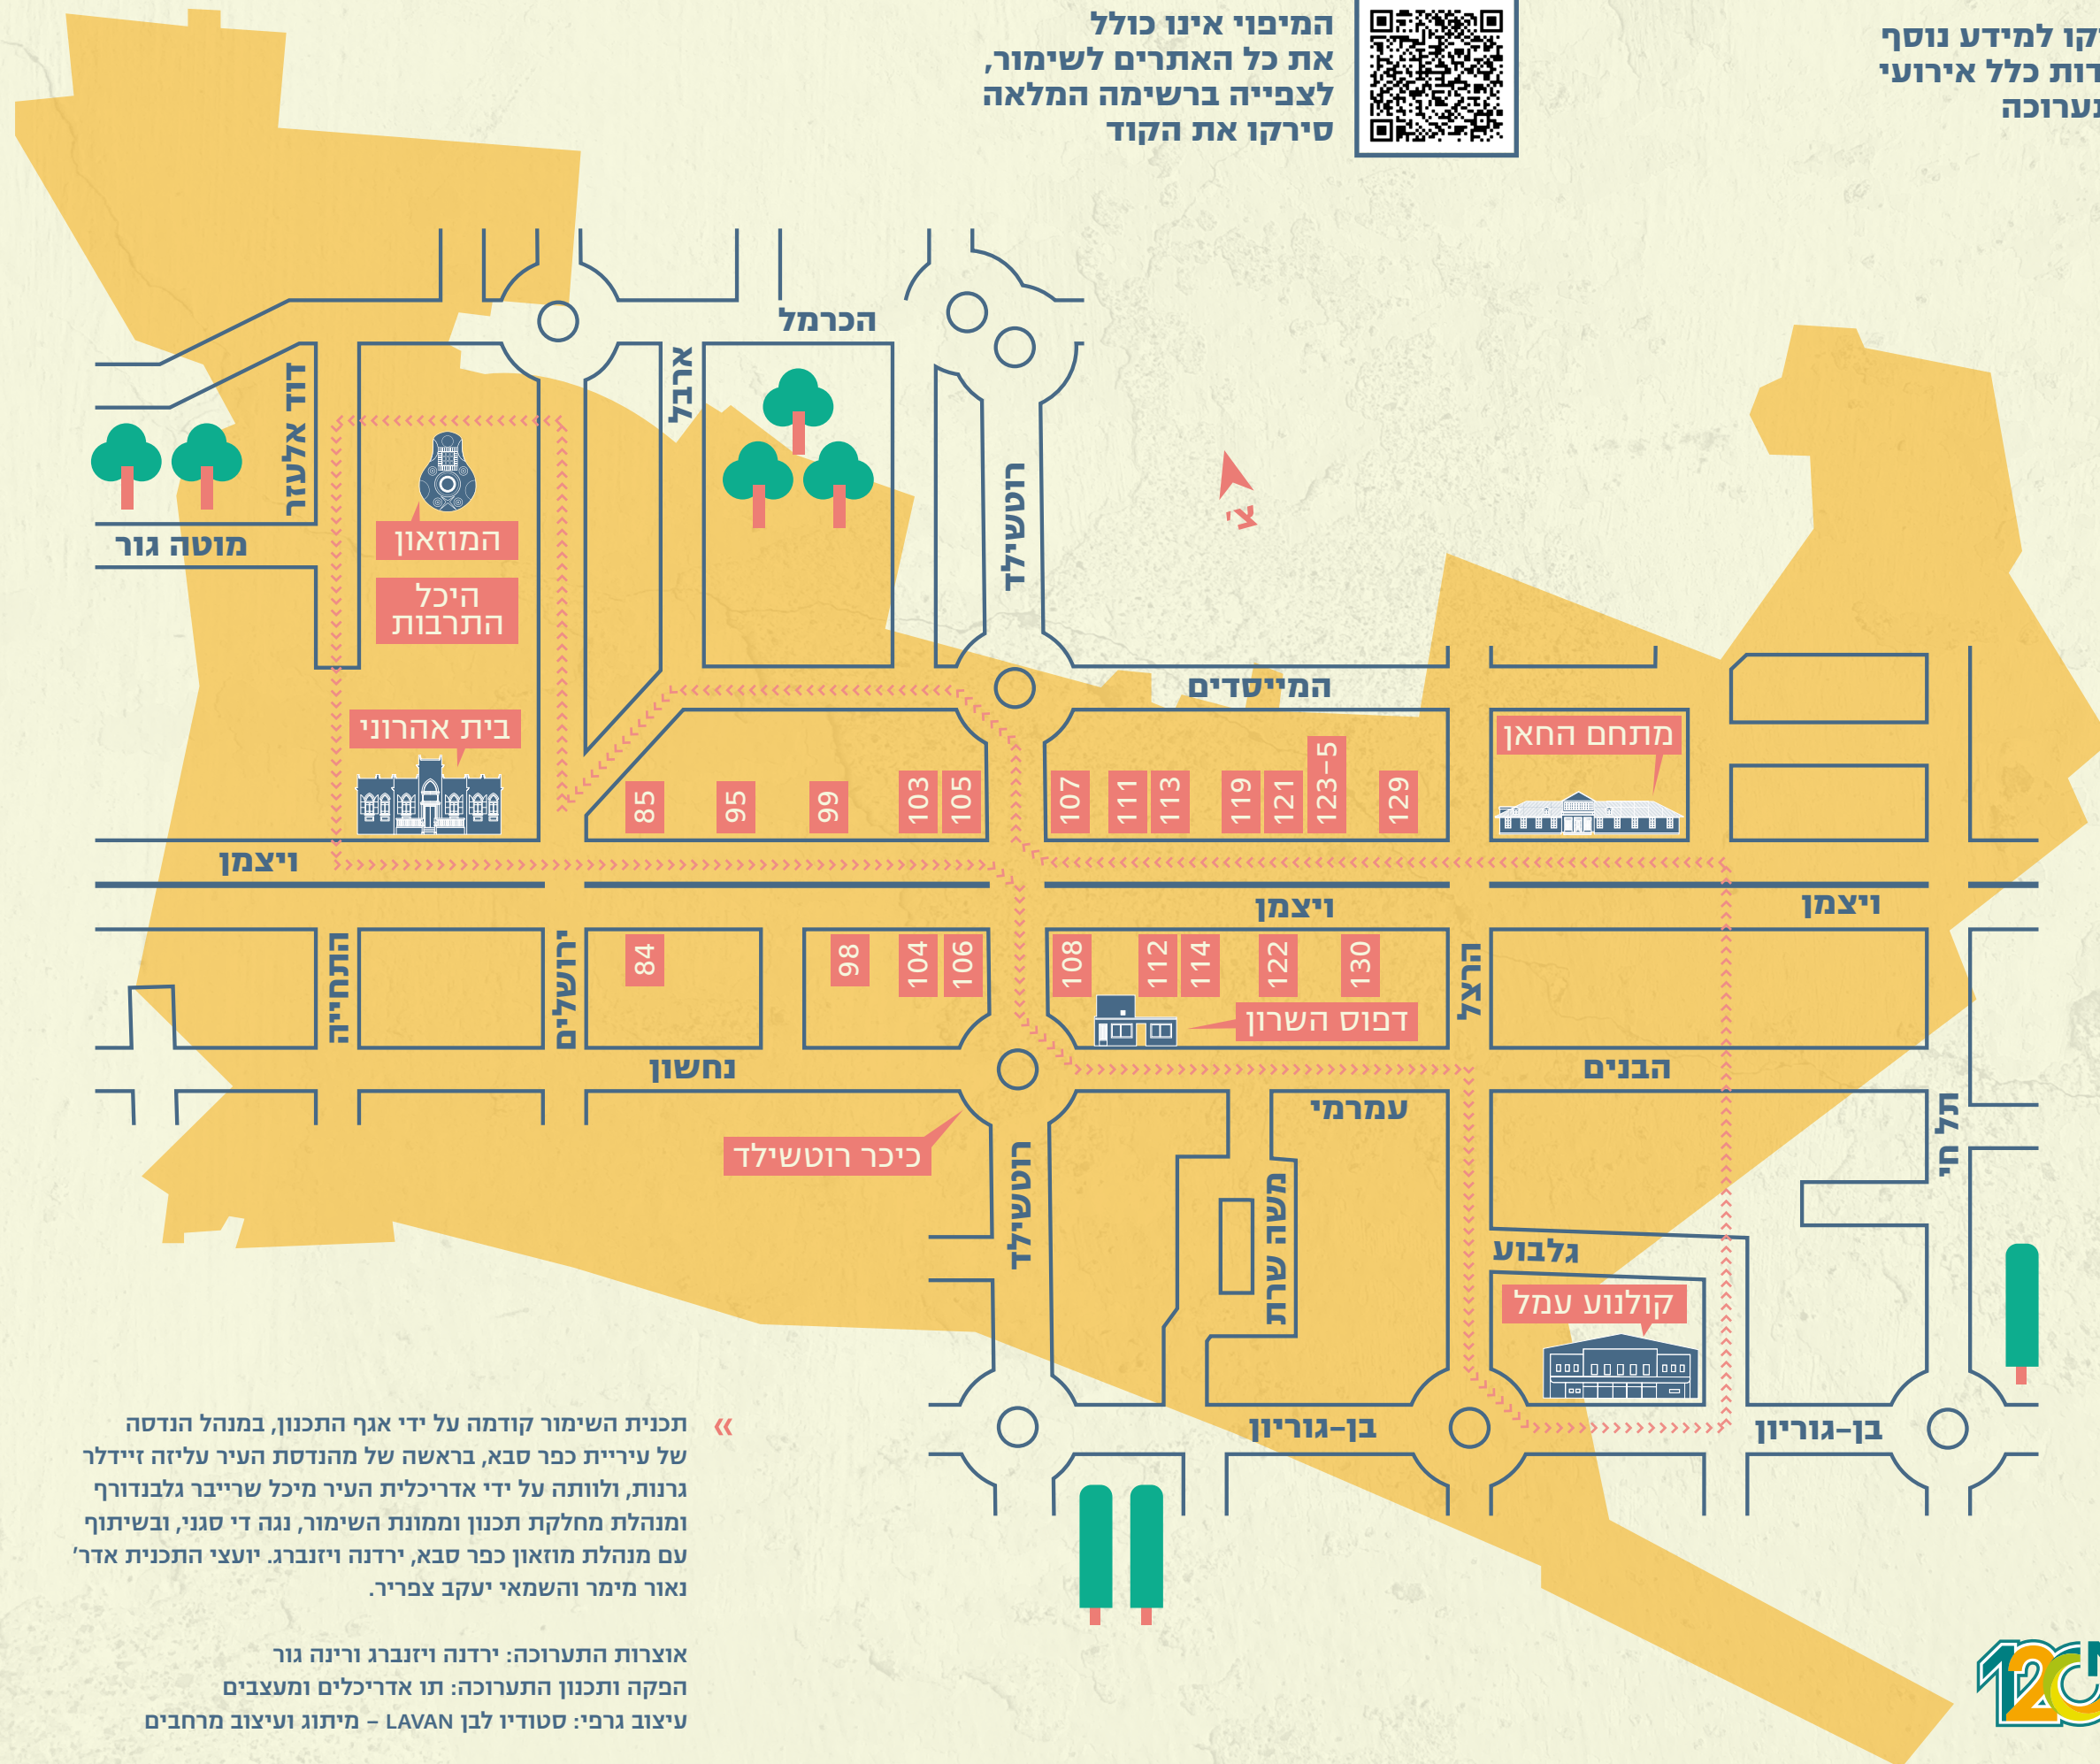 המיפוי אינו כולל
את כל האתרים לשימור,
לצפייה ברשימה המלאה
סירקו את הקוד
למידע נוסף
כלל אירועי
הכרמל
ארבל
דוד אלעזר
רוטשילד
צ'
מוטה גור
המוזאון
היכל
התרבות
המייסדים
בית אהרוני
מתחם החאן
85
95
99
103
105
107
111
113
119
121
123-5
129
ויצמן
ויצמן
ויצמן
התחייה
ירושלים
הרצל
84
98
104
106
108
112
114
122
130
דפוס השרון
נחשון
הבנים
עמרמי
תל חי
כיכר רוטשילד
רוטשילד
משה שרת
גלבוע
קולנוע עמל
בן-גוריון
בן-גוריון
» תכנית השימור קודמה על ידי אגף התכנון, במנהל הנדסה
של עיריית כפר סבא, בראשה של מהנדסת העיר עליזה זיידלר
גרנות, ולוותה על ידי אדריכלית העיר מיכל שרייבר גלבנדורף
ומנהלת מחלקת תכנון וממונת השימור, נגה די סגני, ובשיתוף
עם מנהלת מוזאון כפר סבא, ירדנה ויזנברג. יועצי התכנית אדר'
נאור מימר והשמאי יעקב צפריר.
אוצרות התערוכה: ירדנה ויזנברג ורינה גור
הפקה ותכנון התערוכה: תו אדריכלים ומעצבים
עיצוב גרפי: סטודיו לבן LAVAN – מיתוג ועיצוב מרחבים
120